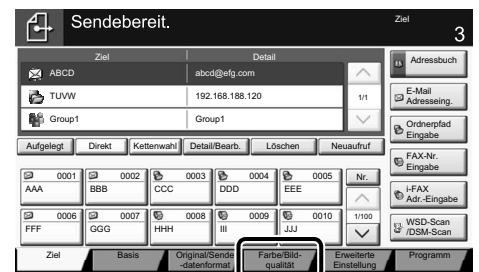 Sendebereit.
Ziel
3
Ziel Detail
ABCD abcd@efg.com
TUVW 192.168.188.120
1/1
Group1 Group1
Aufgelegt Direkt Kettenwahl Detail/Bearb. Löschen Neuaufruf
0001 0002 0003 0004 0005 Nr.
AAA BBB CCC DDD EEE
0006 0007 0008 0009 0010 1/100
FFF GGG HHH III JJJ
Adressbuch
E-Mail
Adresseing.
Ordnerpfad
Eingabe
FAX-Nr.
Eingabe
i-FAX
Adr.-Eingabe
WSD-Scan
/DSM-Scan
Ziel Basis Original/Sende Farbe/Bild- Erweiterte Programm
-datenformat qualität Einstellung